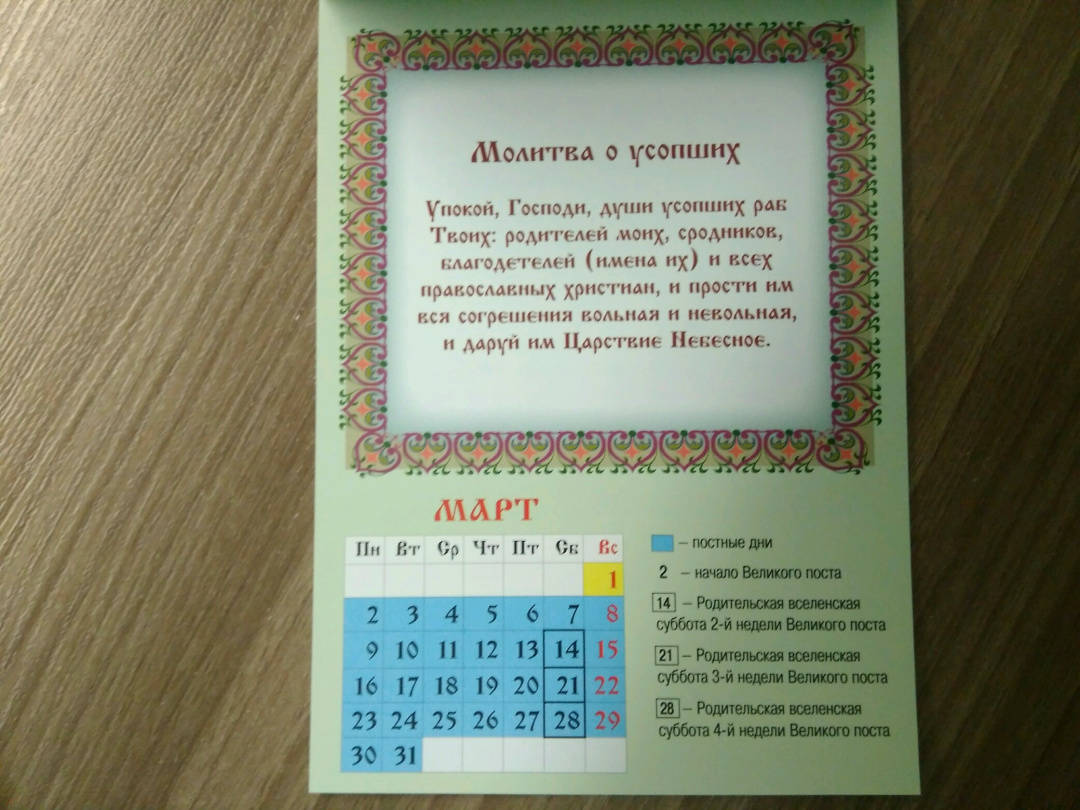 Молитва о усопших
Упокой, Господи, души усопших раб
Твоих: родителей моих, сродников,
благодетелей (имена их) и всех
православных христиан, и прости им
вся согрешения вольная и невольная,
и даруй им Царствие Небесное.
МАРТ
Пн Вт Ср Чт Пт Сб Вс
1
2 3 4 5 6 7 8
9 10 11 12 13 14 15
16 17 18 19 20 21 22
23 24 25 26 27 28 29
30 31
– постные дни
2 – начало Великого поста
14 – Родительская вселенская
суббота 2-й недели Великого поста
21 – Родительская вселенская
суббота 3-й недели Великого поста
28 – Родительская вселенская
суббота 4-й недели Великого поста